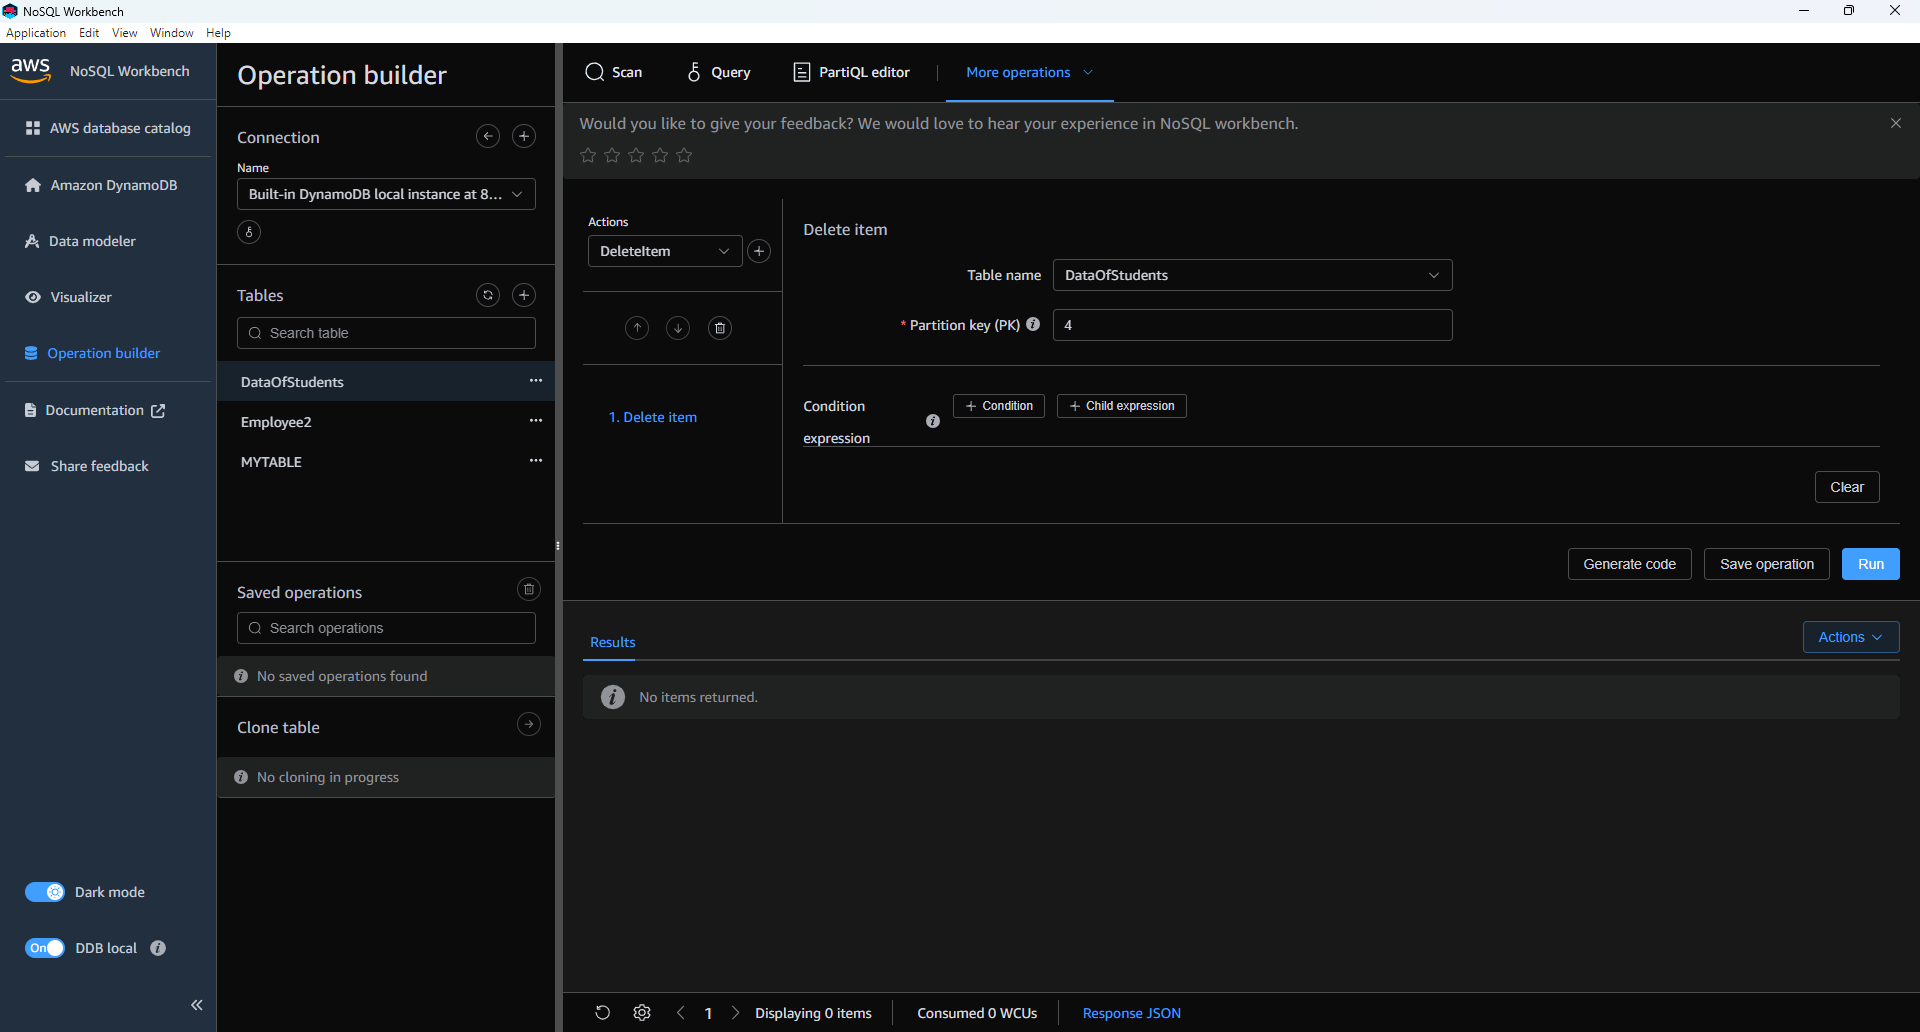 NoSQL Workbench
Application Edit View Window Help
aws NoSQL Workbench
AWS database catalog
Amazon DynamoDB
Data modeler
Visualizer
Operation builder
Documentation
Share feedback
Dark mode
On DDB local
Operation builder
Connection
Name
Built-in DynamoDB local instance at 8...
Tables
Search table
DataOfStudents
Employee2
MYTABLE
Saved operations
Search operations
No saved operations found
Clone table
No cloning in progress
Scan Query PartiQL editor More operations
Would you like to give your feedback? We would love to hear your experience in NoSQL workbench.
Actions
DeleteItem
1. Delete item
Delete item
Table name DataOfStudents
* Partition key (PK) 4
Condition
expression
+ Condition + Child expression
Clear
Generate code Save operation Run
Results Actions
No items returned.
1 Displaying 0 items Consumed 0 WCUs Response JSON